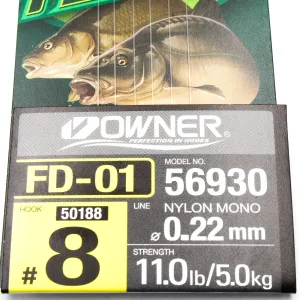 OWNER
PERFECTION IN HOOKS
FD-01
MODEL NO.
56930
HOOK
50188
LINE
NYLON MONO
#8
ø 0.22 mm
STRENGTH
11.0lb/5.0kg